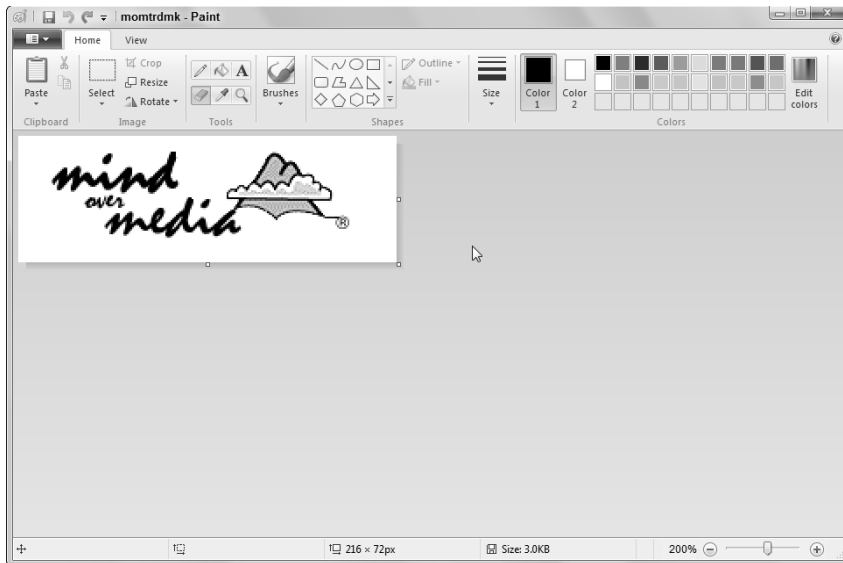 momtrdmk - Paint
Home View
Paste
Select
Crop
Resize
Rotate
Brushes
Outline
Fill
Size
Color 1
Color 2
Edit colors
Clipboard Image Tools Shapes Colors
mind
over
media
®
216 × 72px Size: 3.0KB 200%